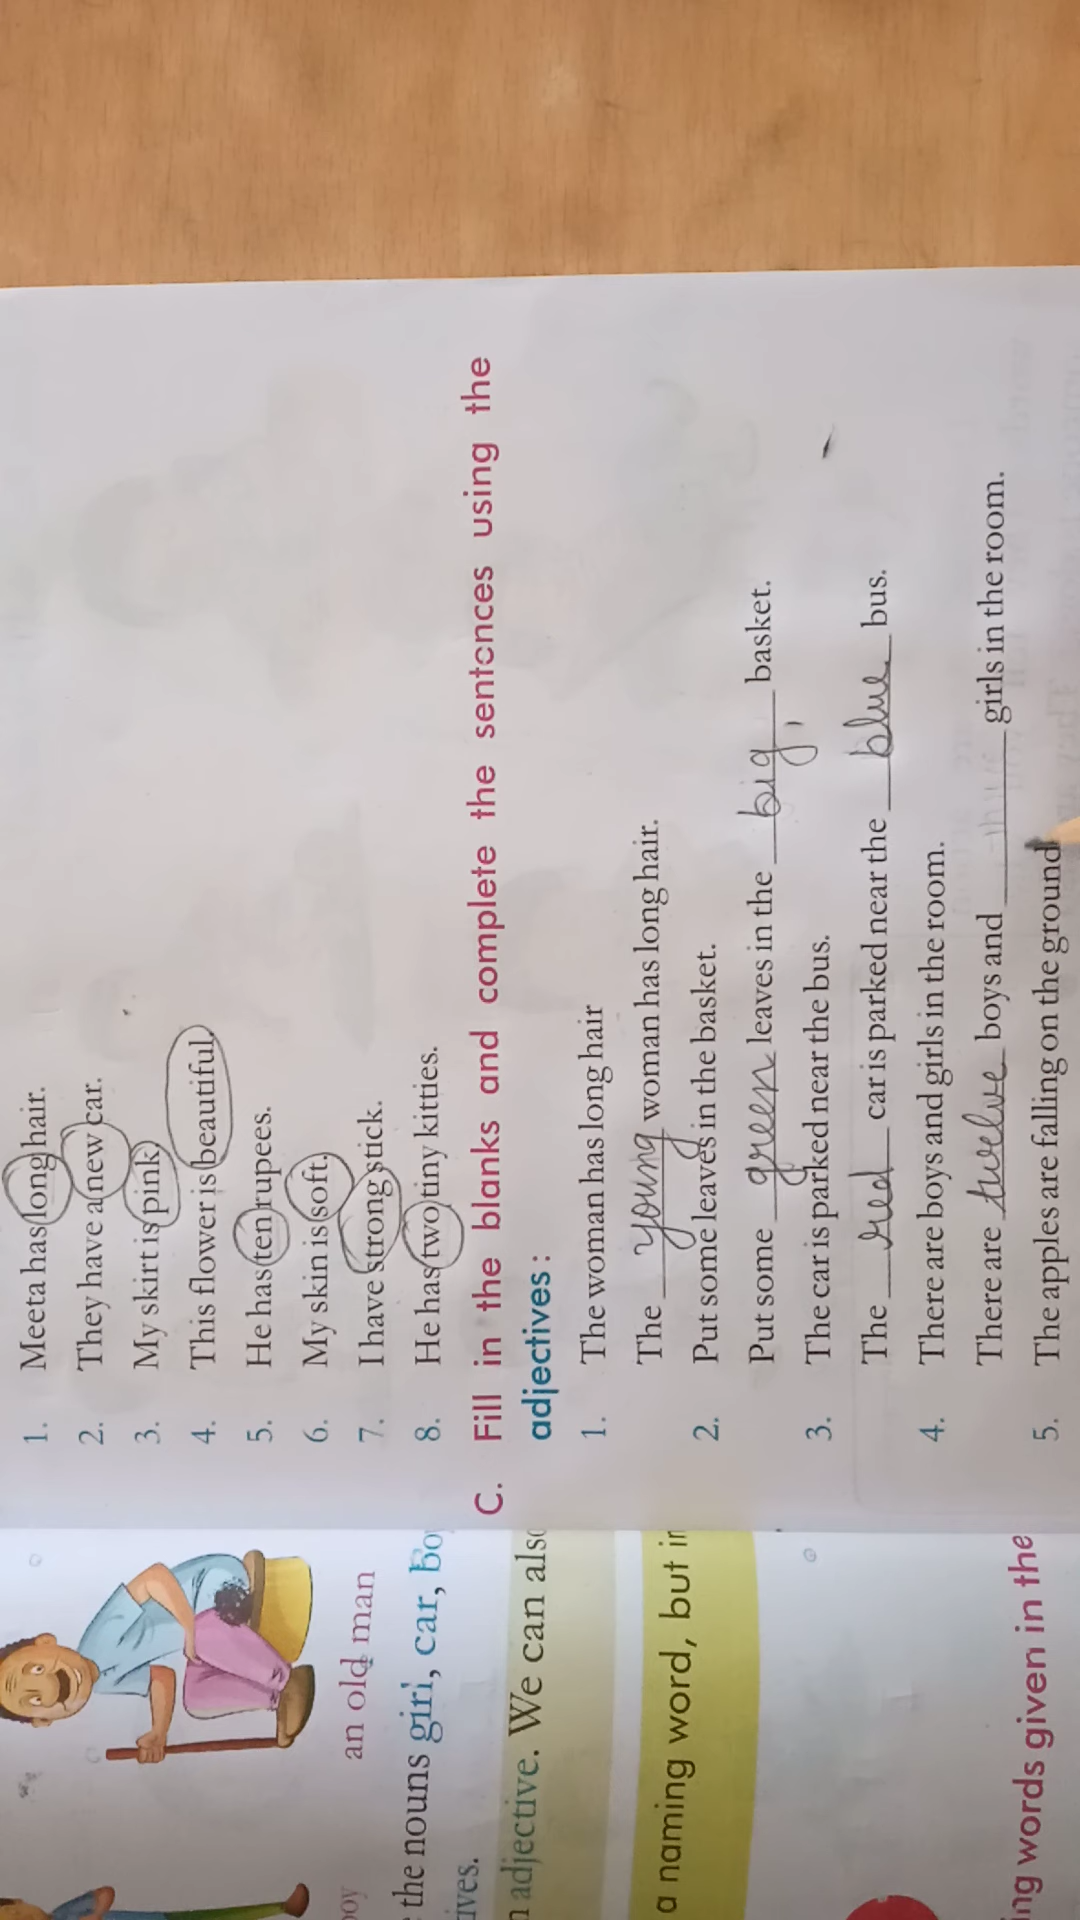 1. Meeta has long hair.
2. They have a new car.
3. My skirt is pink.
4. This flower is beautiful.
5. He has ten rupees.
6. My skin is soft.
7. I have strong stick.
8. He has two tiny kitties.
C. Fill in the blanks and complete the sentences using the
adjectives :
1. The woman has long hair
The young woman has long hair.
2. Put some leaves in the basket.
Put some green leaves in the big basket.
3. The car is parked near the bus.
The red car is parked near the blue bus.
4. There are boys and girls in the room.
There are twelve boys and ______ girls in the room.
5. The apples are falling on the ground
an old man
the nouns girl, car, bo
ives.
adjective. We can also
a naming word, but in
ing words given in the
oy